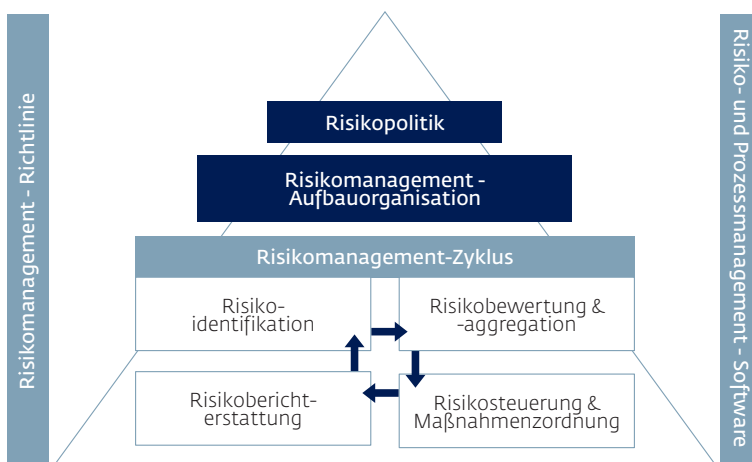 Risikomanagement - Richtlinie
Risikopolitik
Risikomanagement -
Aufbauorganisation
Risikomanagement-Zyklus
Risiko-
identifikation
Risikobewertung &
-aggregation
Risikobericht-
erstattung
Risikosteuerung &
Maßnahmenzordnung
Risiko- und Prozessmanagement - Software